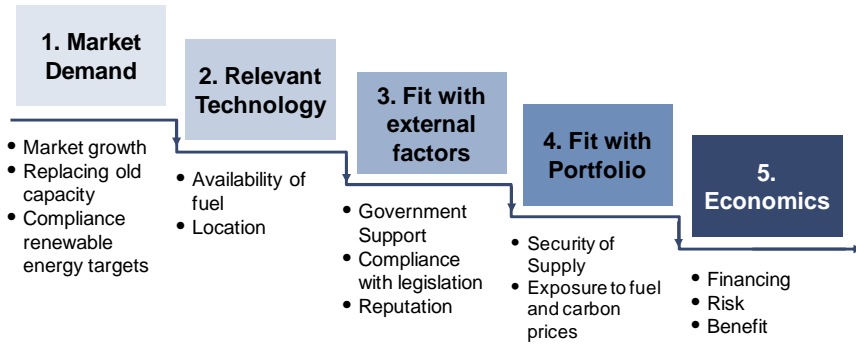 1. Market
Demand
• Market growth
• Replacing old
capacity
• Compliance
renewable
energy targets
2. Relevant
Technology
• Availability of
fuel
• Location
3. Fit with
external
factors
• Government
Support
• Compliance
with legislation
• Reputation
4. Fit with
Portfolio
• Security of
Supply
• Exposure to fuel
and carbon
prices
5.
Economics
• Financing
• Risk
• Benefit